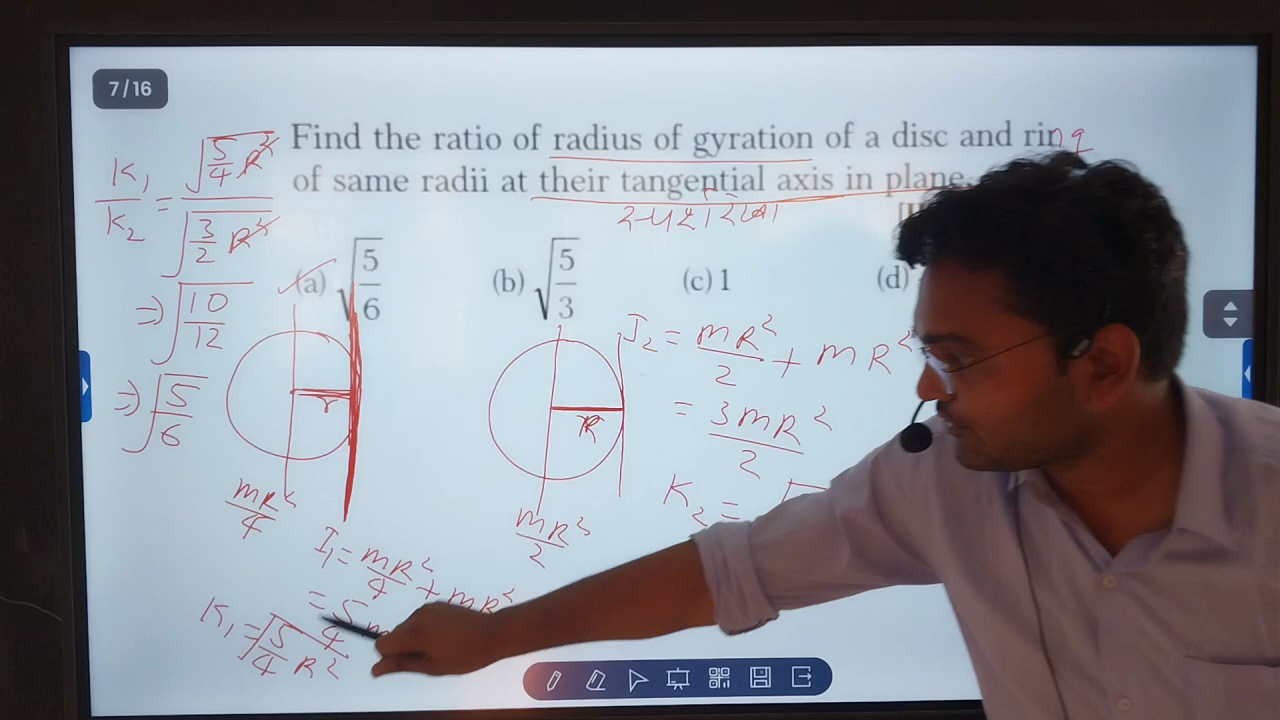 7/16
Find the ratio of radius of gyration of a disc and ring
of same radii at their tangential axis in plane.
K₁/K₂ = √(5/4 R²) / √(3/2 R²)
⇒ √(10/12)
⇒ √(5/6)
(a) √(5/6) (b) √(5/3) (c) 1 (d)
r
R
mR²/4
mR²/2
I₂ = mR²/2 + mR²
= 3mR²/2
K₂ =
I₁ = mR²/4 + mR²
= 5/4 m
K₁ = √(5/4 R²)